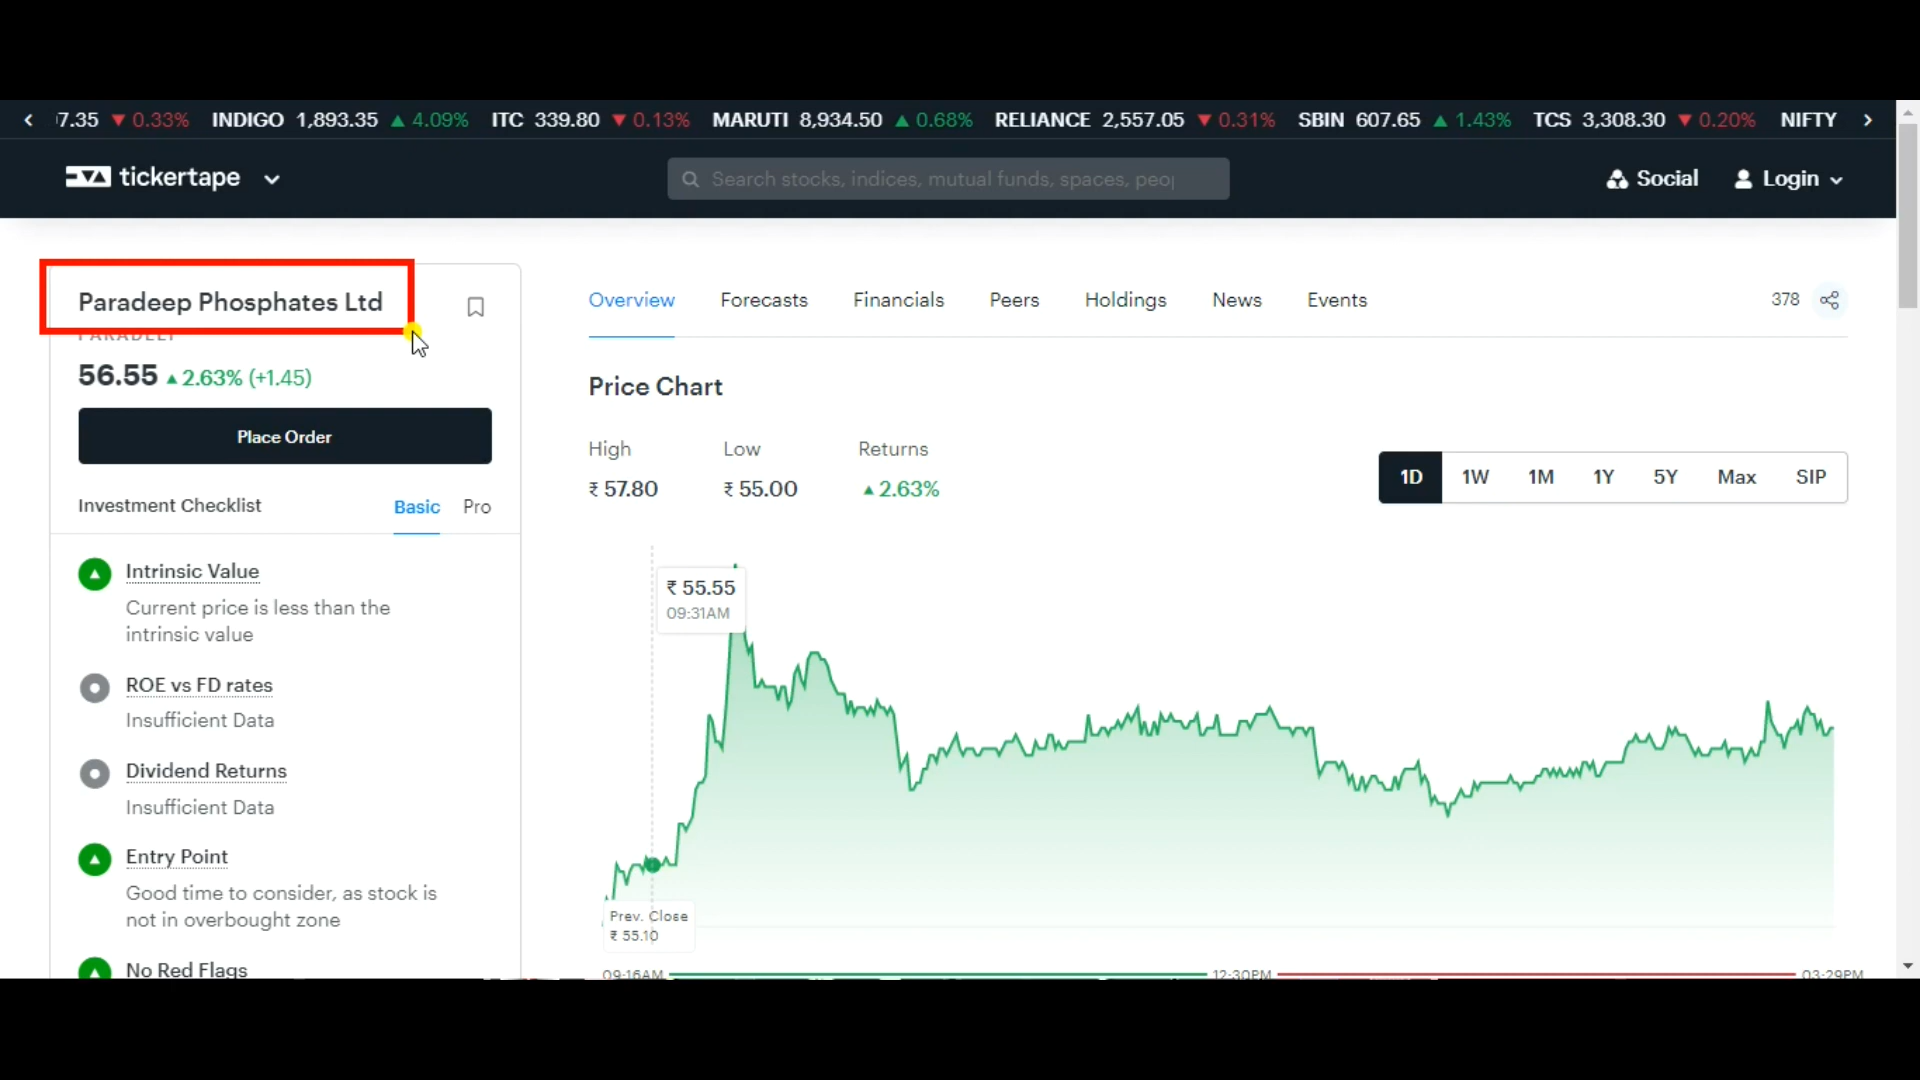 7.35 ▼ 0.33% INDIGO 1,893.35 ▲ 4.09% ITC 339.80 ▼ 0.13% MARUTI 8,934.50 ▲ 0.68% RELIANCE 2,557.05 ▼ 0.31% SBIN 607.65 ▲ 1.43% TCS 3,308.30 ▼ 0.20% NIFTY
tickertape
Search stocks, indices, mutual funds, spaces, peo
Social
Login
Paradeep Phosphates Ltd
56.55 ▲ 2.63% (+1.45)
Place Order
Investment Checklist
Basic
Pro
Intrinsic Value
Current price is less than the
intrinsic value
ROE vs FD rates
Insufficient Data
Dividend Returns
Insufficient Data
Entry Point
Good time to consider, as stock is
not in overbought zone
No Red Flags
Overview Forecasts Financials Peers Holdings News Events
378
Price Chart
High Low Returns
₹ 57.80 ₹ 55.00 ▲ 2.63%
1D 1W 1M 1Y 5Y Max SIP
₹ 55.55
09:31AM
Prev. Close
₹ 55.10
09:16AM 12:30PM 03:29PM